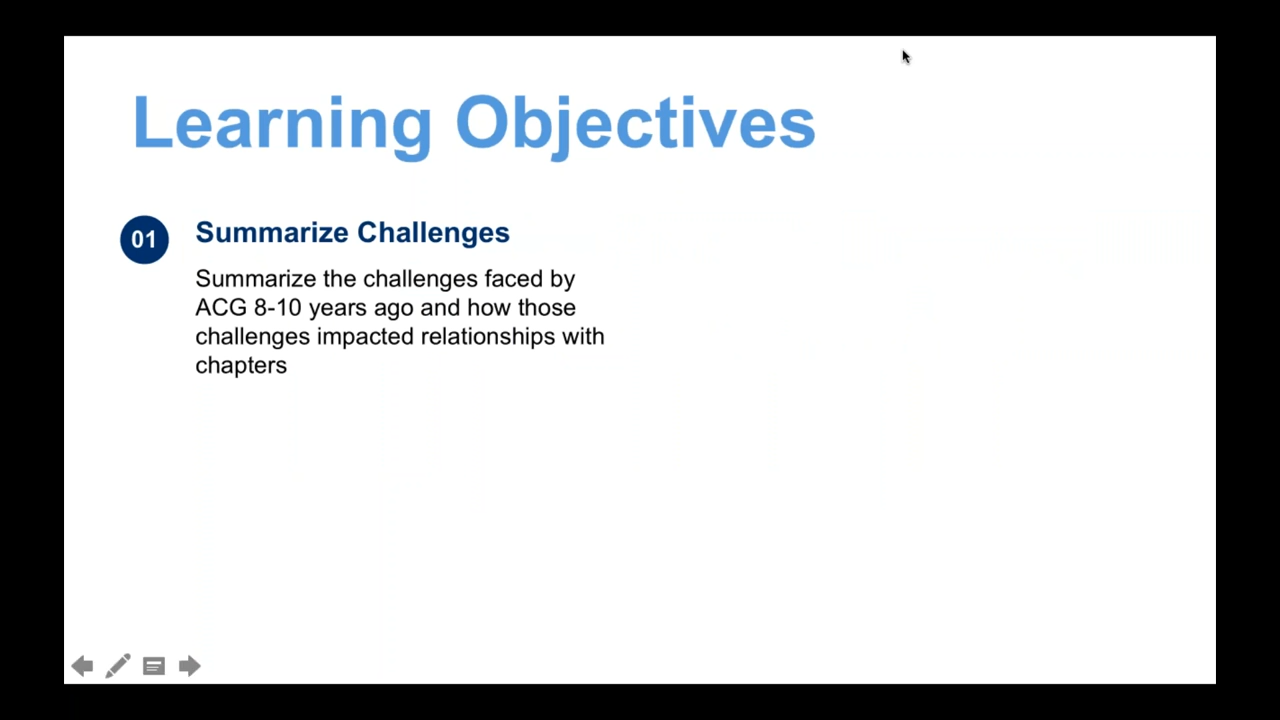 Learning Objectives
01
Summarize Challenges
Summarize the challenges faced by
ACG 8-10 years ago and how those
challenges impacted relationships with
chapters